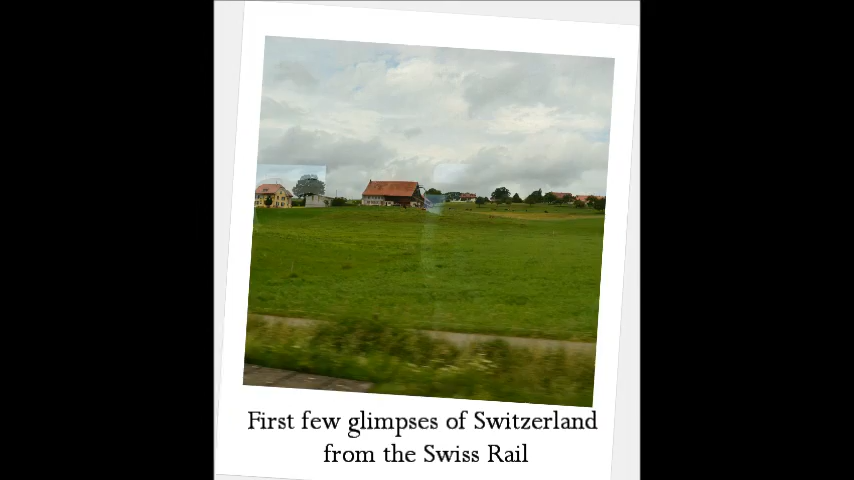 First few glimpses of Switzerland
from the Swiss Rail